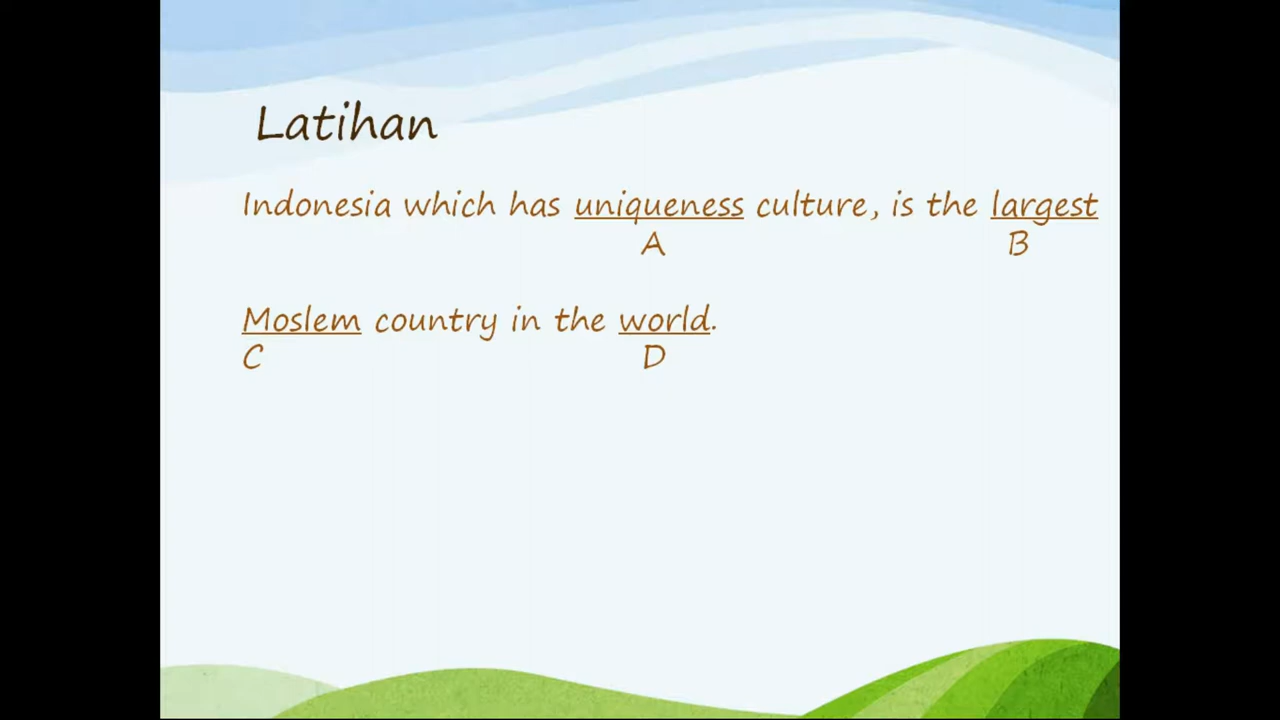 Latihan
Indonesia which has uniqueness culture, is the largest
A B
Moslem country in the world.
C D